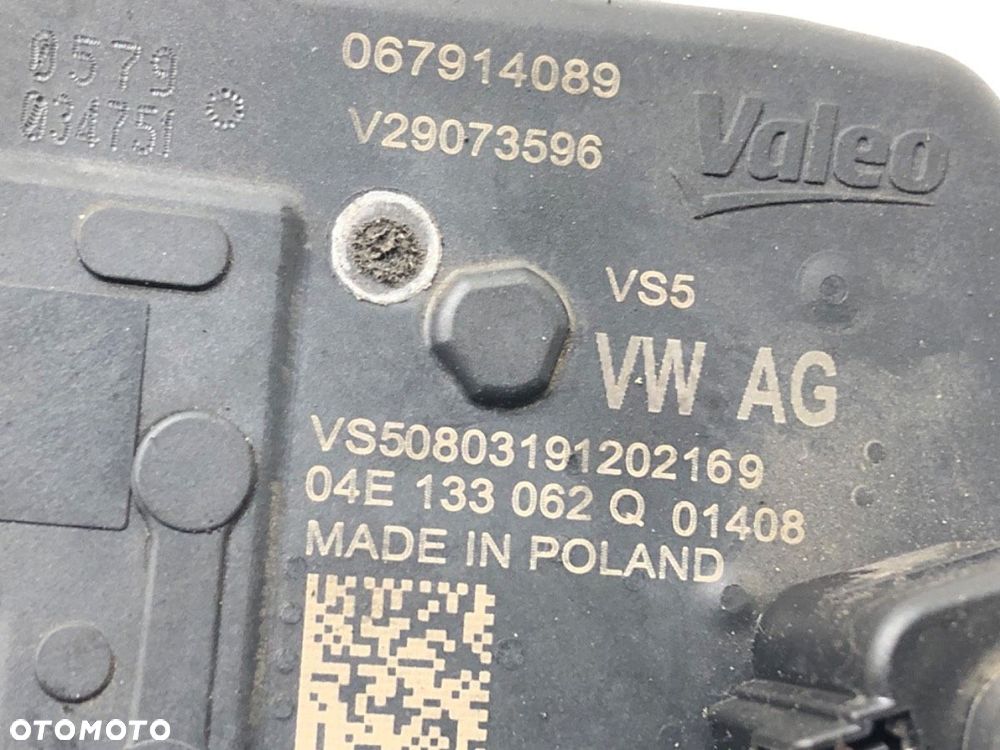 0579
034751
067914089
V29073596
Valeo
VS5
VW AG
VS50803191202169
04E 133 062 Q 01408
MADE IN POLAND
OTOMOTO